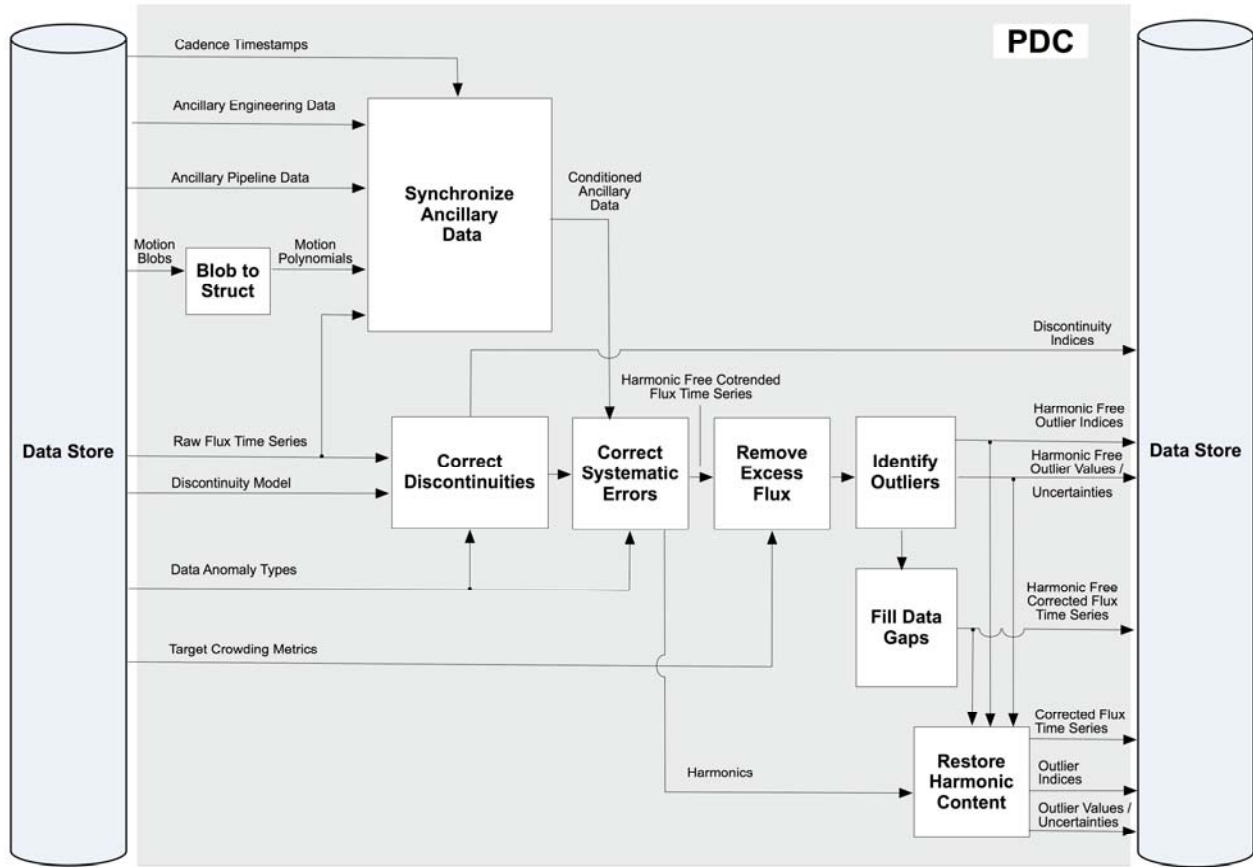 PDC
Cadence Timestamps
Ancillary Engineering Data
Ancillary Pipeline Data
Motion
Blobs
Motion
Polynomials
Blob to
Struct
Synchronize
Ancillary
Data
Conditioned
Ancillary
Data
Discontinuity
Indices
Harmonic Free Cotrended
Flux Time Series
Data Store
Raw Flux Time Series
Discontinuity Model
Correct
Discontinuities
Correct
Systematic
Errors
Remove
Excess
Flux
Identify
Outliers
Harmonic Free
Outlier Indices
Harmonic Free
Outlier Values /
Uncertainties
Data Store
Data Anomaly Types
Fill Data
Gaps
Harmonic Free
Corrected Flux
Time Series
Target Crowding Metrics
Harmonics
Restore
Harmonic
Content
Corrected Flux
Time Series
Outlier
Indices
Outlier Values /
Uncertainties